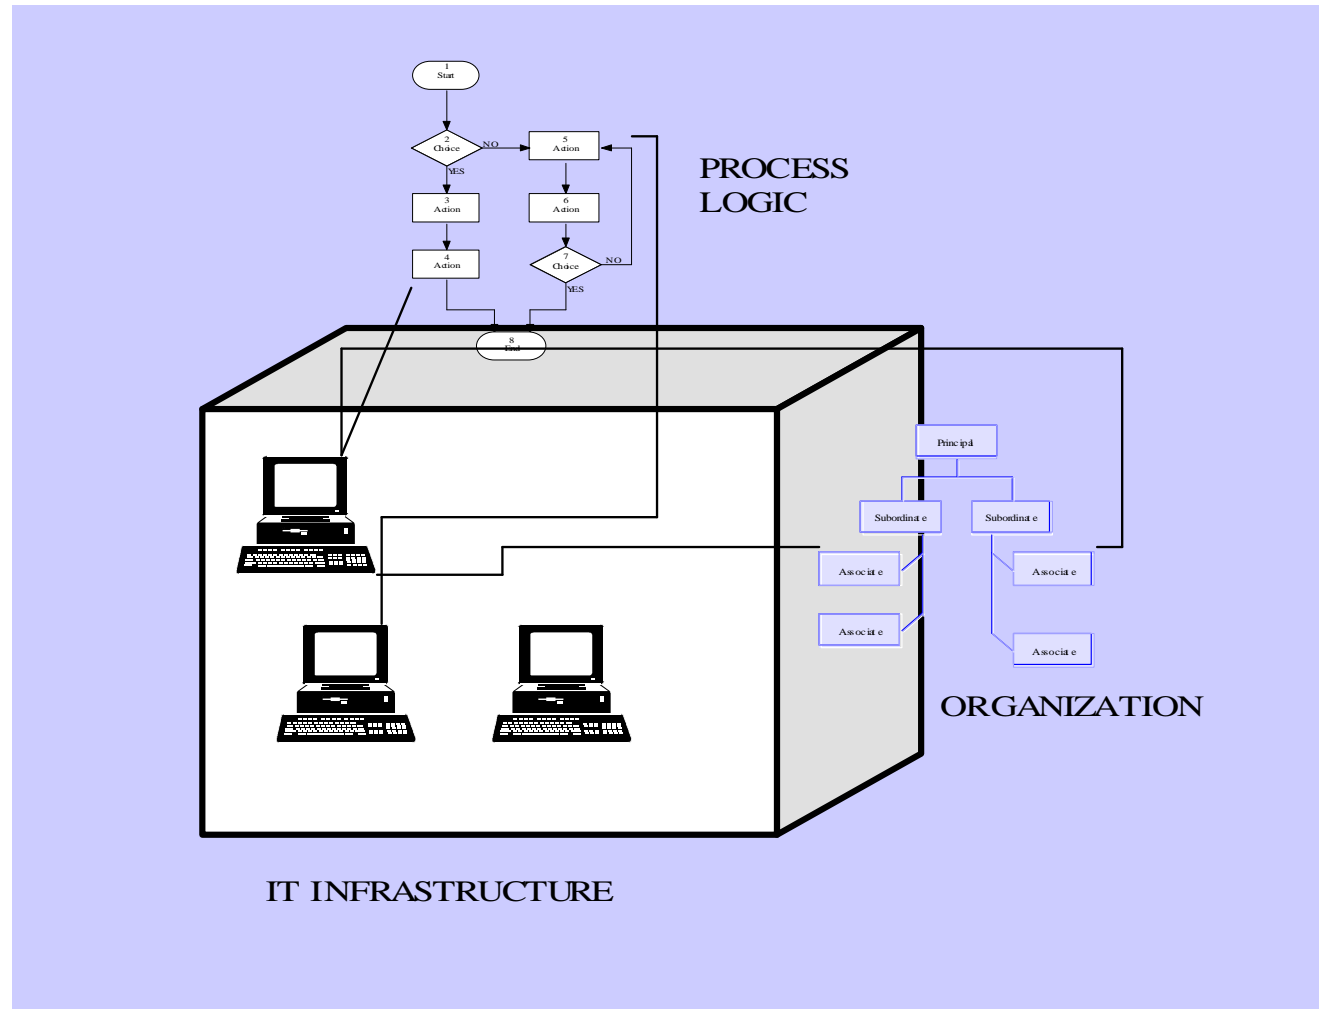 1
Start
2
Choice
NO
YES
3
Action
4
Action
5
Action
6
Action
7
Choice
NO
YES
8
End
PROCESS
LOGIC
Principal
Subordinate
Subordinate
Associate
Associate
Associate
Associate
ORGANIZATION
IT INFRASTRUCTURE